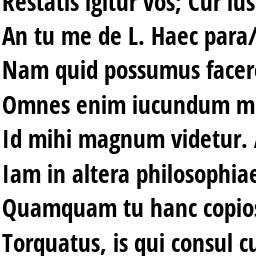 Restatis igitur vos; Cur ius
An tu me de L. Haec para/
Nam quid possumus facere
Omnes enim iucundum m
Id mihi magnum videtur.
Iam in altera philosophiae
Quamquam tu hanc copios
Torquatus, is qui consul cu